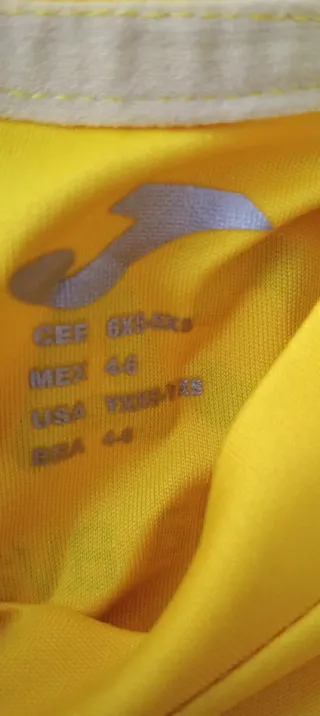 CEE 6XS-5XS
MEX 4-6
USA YXXS-YXS
BRA 4-6